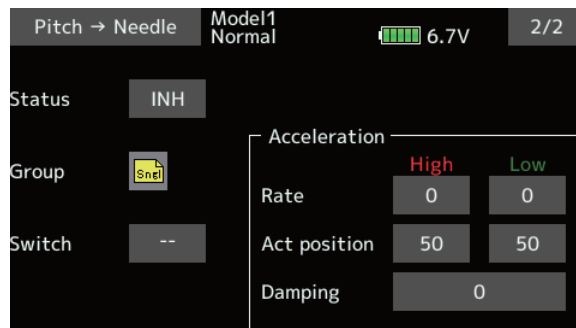 Pitch → Needle Model1 Normal 6.7V 2/2
Status INH
Acceleration
High Low
Group Sngl
Rate 0 0
Switch --
Act position 50 50
Damping 0